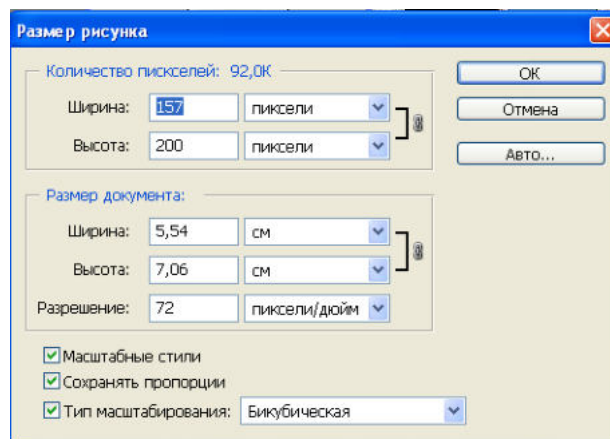 Размер рисунка
Количество пискселей: 92,0K
Ширина: 157 пиксели
Высота: 200 пиксели
OK
Отмена
Авто...
Размер документа:
Ширина: 5,54 см
Высота: 7,06 см
Разрешение: 72 пиксели/дюйм
Масштабные стили
Сохранять пропорции
Тип масштабирования: Бикубическая